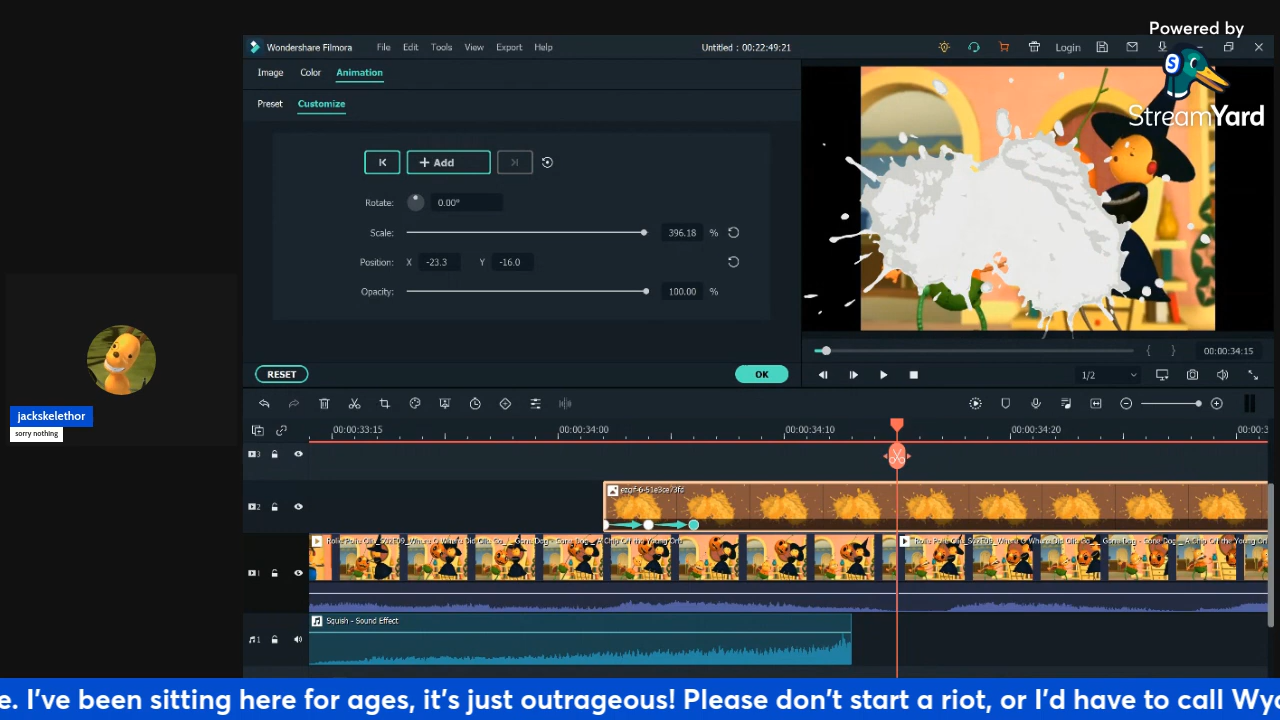 Powered by
StreamYard
Wondershare Filmora
File Edit Tools View Export Help
Untitled : 00:22:49:21
Login
Image Color Animation
Preset Customize
+ Add
Rotate: 0.00°
Scale: 396.18 %
Position: X -23.3 Y -16.0
Opacity: 100.00 %
RESET
OK
00:00:34:15
1/2
jackskelethor
sorry nothing
00:00:33:15
00:00:34:00
00:00:34:10
00:00:34:20
3
2
1
1
Squish - Sound Effect
e. I've been sitting here for ages, it's just outrageous! Please don't start a riot, or I'd have to call